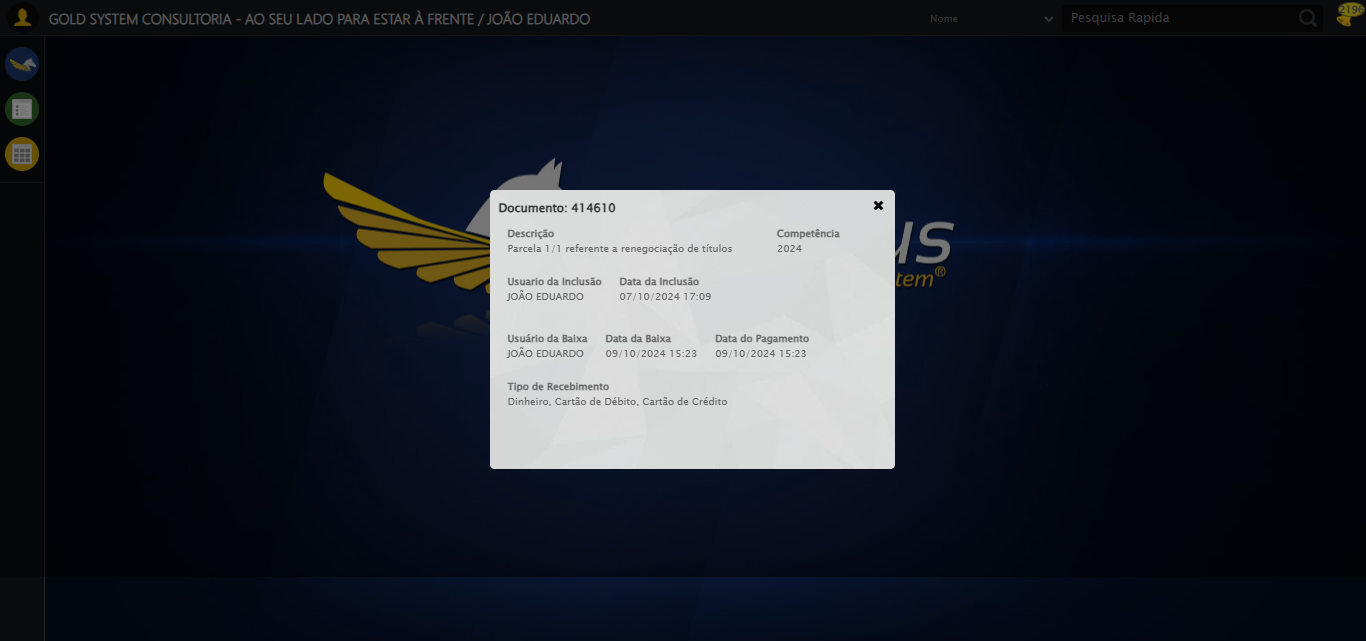 GOLD SYSTEM CONSULTORIA - AO SEU LADO PARA ESTAR À FRENTE / JOÃO EDUARDO
Nome
Pesquisa Rapida
2196
Documento: 414610
Descrição Competência
Parcela 1/1 referente a renegociação de títulos 2024
Usuario da Inclusão Data da Inclusão
JOÃO EDUARDO 07/10/2024 17:09
Usuário da Baixa Data da Baixa Data do Pagamento
JOÃO EDUARDO 09/10/2024 15:23 09/10/2024 15:23
Tipo de Recebimento
Dinheiro, Cartão de Débito, Cartão de Crédito
us
tem®